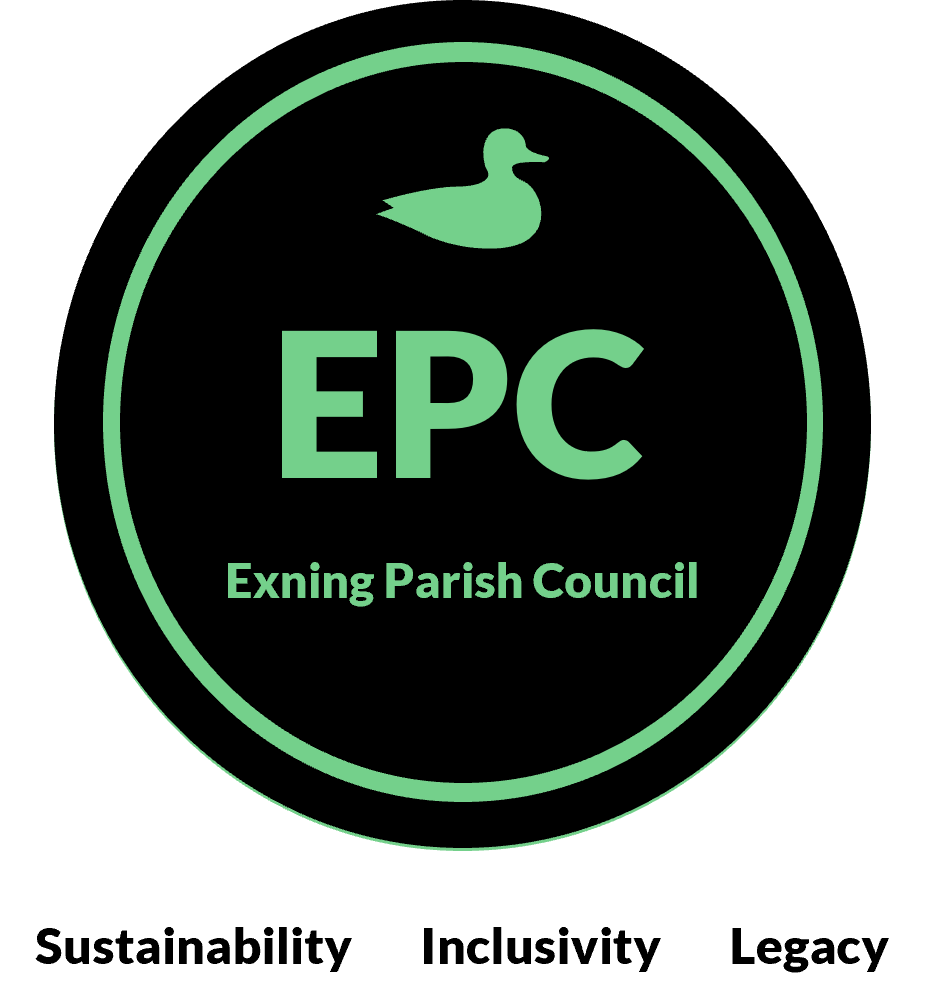 EPC
Exning Parish Council
Sustainability Inclusivity Legacy